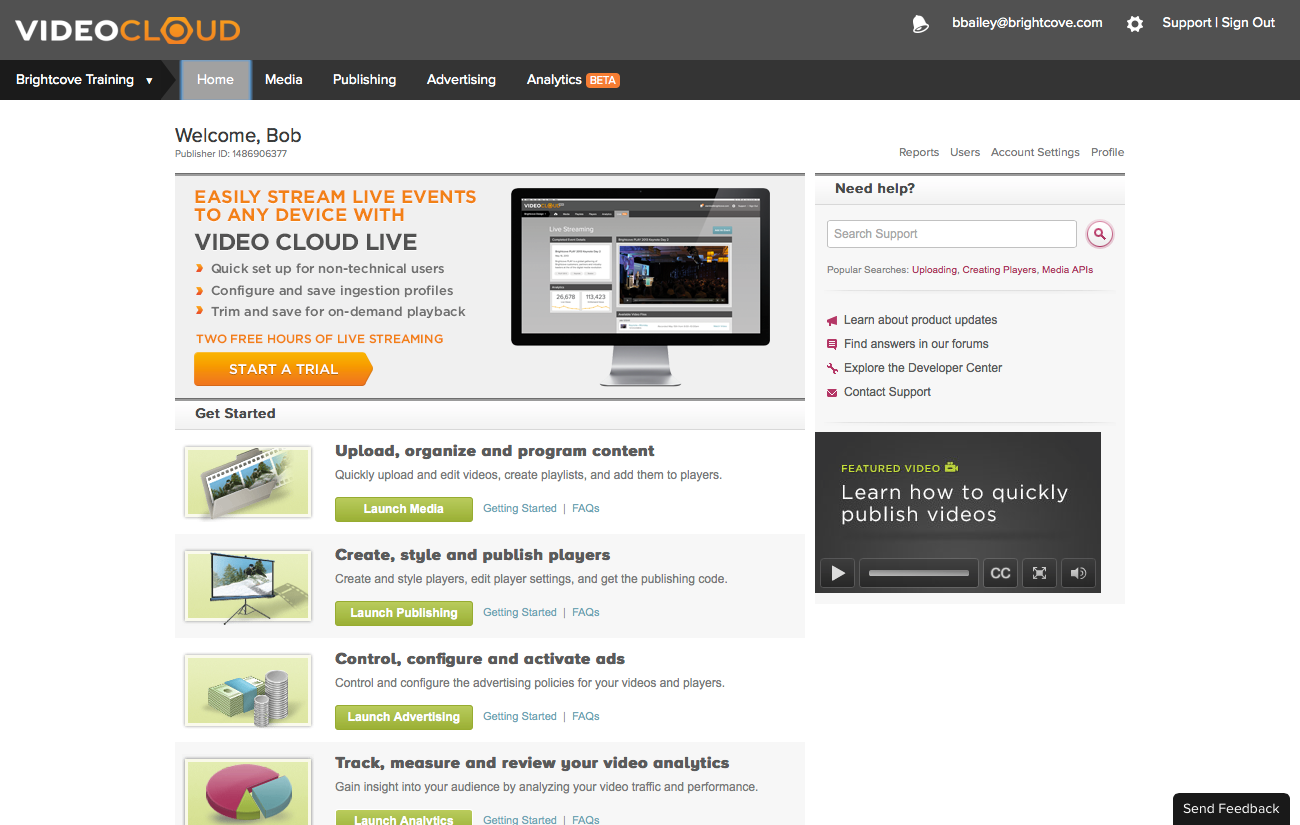 VIDEOCLOUD
bbailey@brightcove.com
Support | Sign Out
Brightcove Training ▼
Home
Media
Publishing
Advertising
Analytics BETA
Welcome, Bob
Publisher ID: 1486906377
Reports Users Account Settings Profile
EASILY STREAM LIVE EVENTS
TO ANY DEVICE WITH
VIDEO CLOUD LIVE
Quick set up for non-technical users
Configure and save ingestion profiles
Trim and save for on-demand playback
TWO FREE HOURS OF LIVE STREAMING
START A TRIAL
VIDEOCLOUD
Live Streaming
26,678
113,423
Need help?
Search Support
Popular Searches: Uploading, Creating Players, Media APIs
Learn about product updates
Find answers in our forums
Explore the Developer Center
Contact Support
FEATURED VIDEO
Learn how to quickly
publish videos
CC
Get Started
Upload, organize and program content
Quickly upload and edit videos, create playlists, and add them to players.
Launch Media Getting Started | FAQs
Create, style and publish players
Create and style players, edit player settings, and get the publishing code.
Launch Publishing Getting Started | FAQs
Control, configure and activate ads
Control and configure the advertising policies for your videos and players.
Launch Advertising Getting Started | FAQs
Track, measure and review your video analytics
Gain insight into your audience by analyzing your video traffic and performance.
Launch Analytics Getting Started | FAQs
Send Feedback